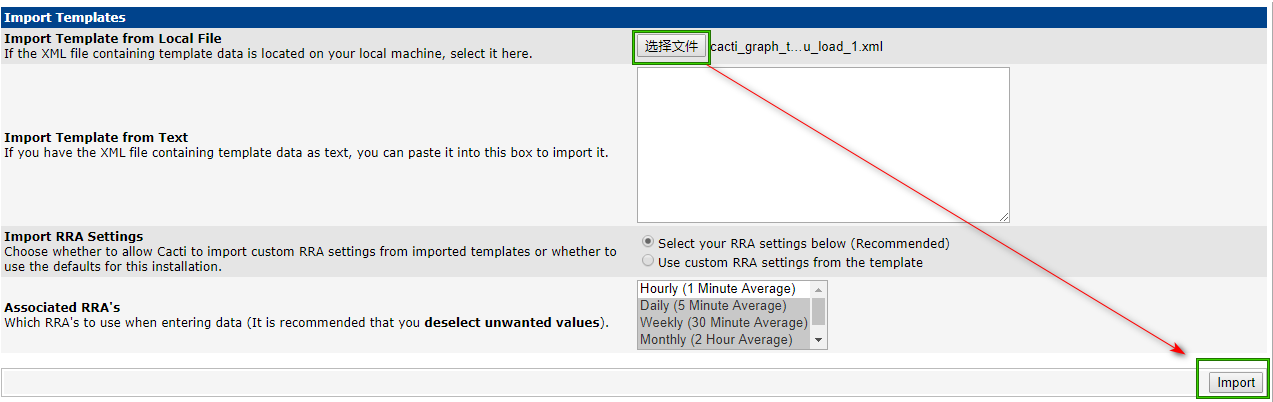 Import Templates
Import Template from Local File
If the XML file containing template data is located on your local machine, select it here.
选择文件 cacti_graph_t...u_load_1.xml
Import Template from Text
If you have the XML file containing template data as text, you can paste it into this box to import it.
Import RRA Settings
Choose whether to allow Cacti to import custom RRA settings from imported templates or whether to
use the defaults for this installation.
Select your RRA settings below (Recommended)
Use custom RRA settings from the template
Associated RRA's
Which RRA's to use when entering data (It is recommended that you deselect unwanted values).
Hourly (1 Minute Average)
Daily (5 Minute Average)
Weekly (30 Minute Average)
Monthly (2 Hour Average)
Import